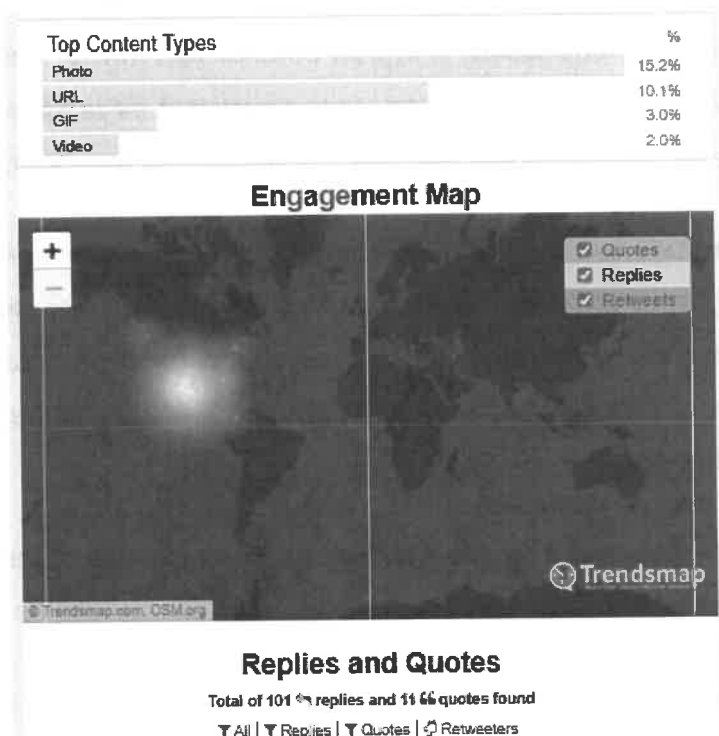 Top Content Types %
Photo 15.2%
URL 10.1%
GIF 3.0%
Video 2.0%
Engagement Map
+
−
Quotes
Replies
Retweets
Trendsmap
© Trendsmap.com, OSM.org
Replies and Quotes
Total of 101 replies and 11 quotes found
All | Replies | Quotes | Retweeters